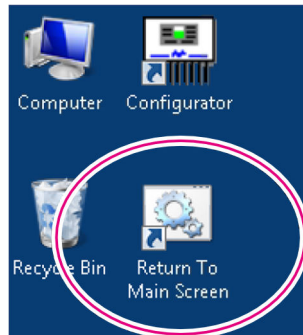 Computer
Configurator
Recycle Bin
Return To
Main Screen